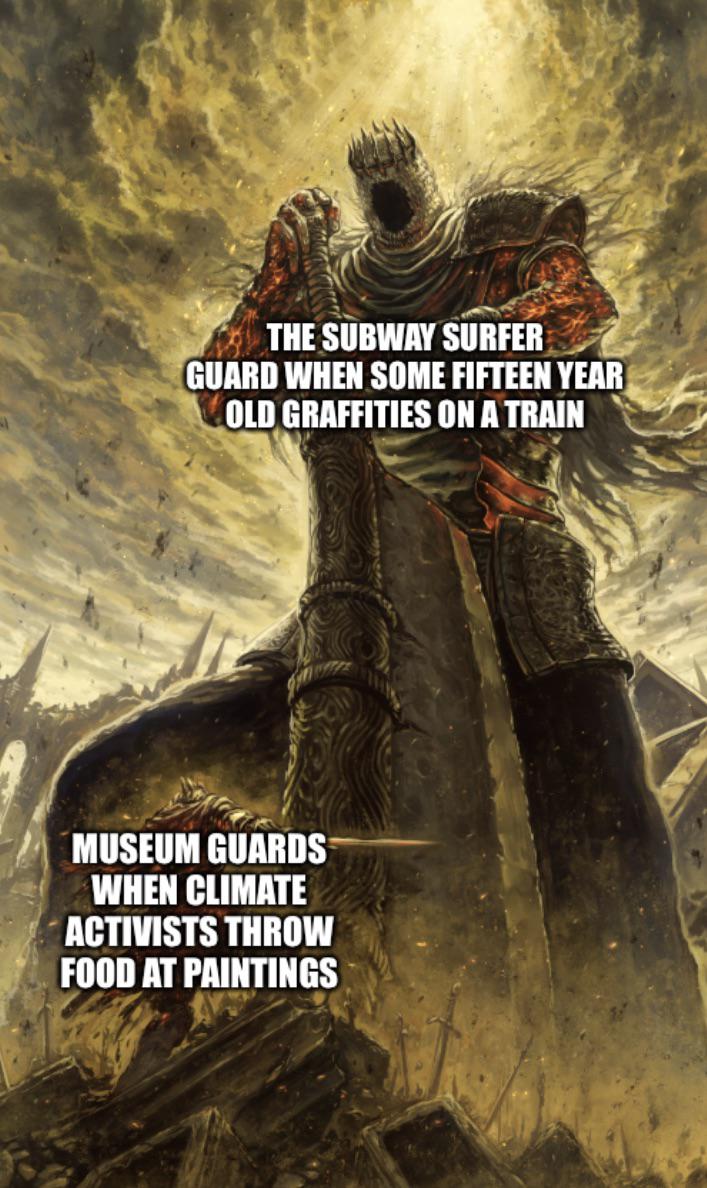 THE SUBWAY SURFER
GUARD WHEN SOME FIFTEEN YEAR
OLD GRAFFITIES ON A TRAIN
MUSEUM GUARDS
WHEN CLIMATE
ACTIVISTS THROW
FOOD AT PAINTINGS